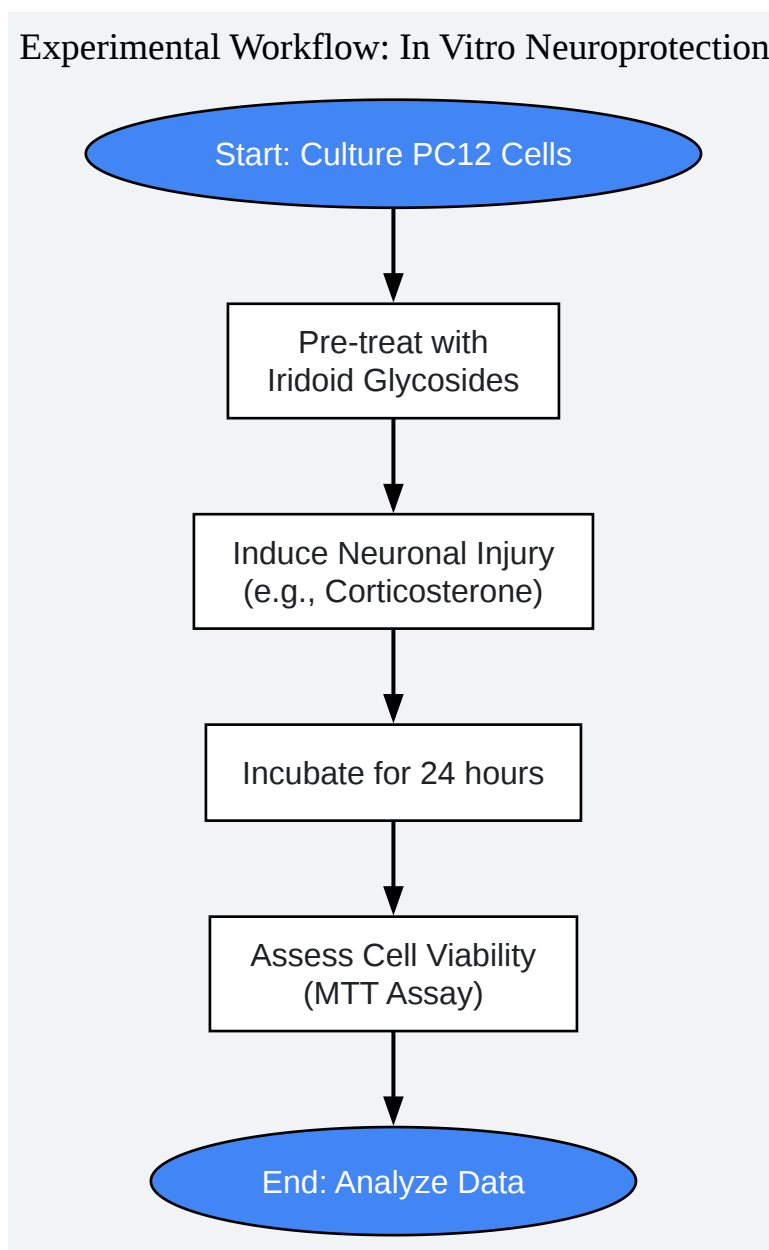 Experimental Workflow: In Vitro Neuroprotection
Start: Culture PC12 Cells
Pre-treat with
Iridoid Glycosides
Induce Neuronal Injury
(e.g., Corticosterone)
Incubate for 24 hours
Assess Cell Viability
(MTT Assay)
End: Analyze Data